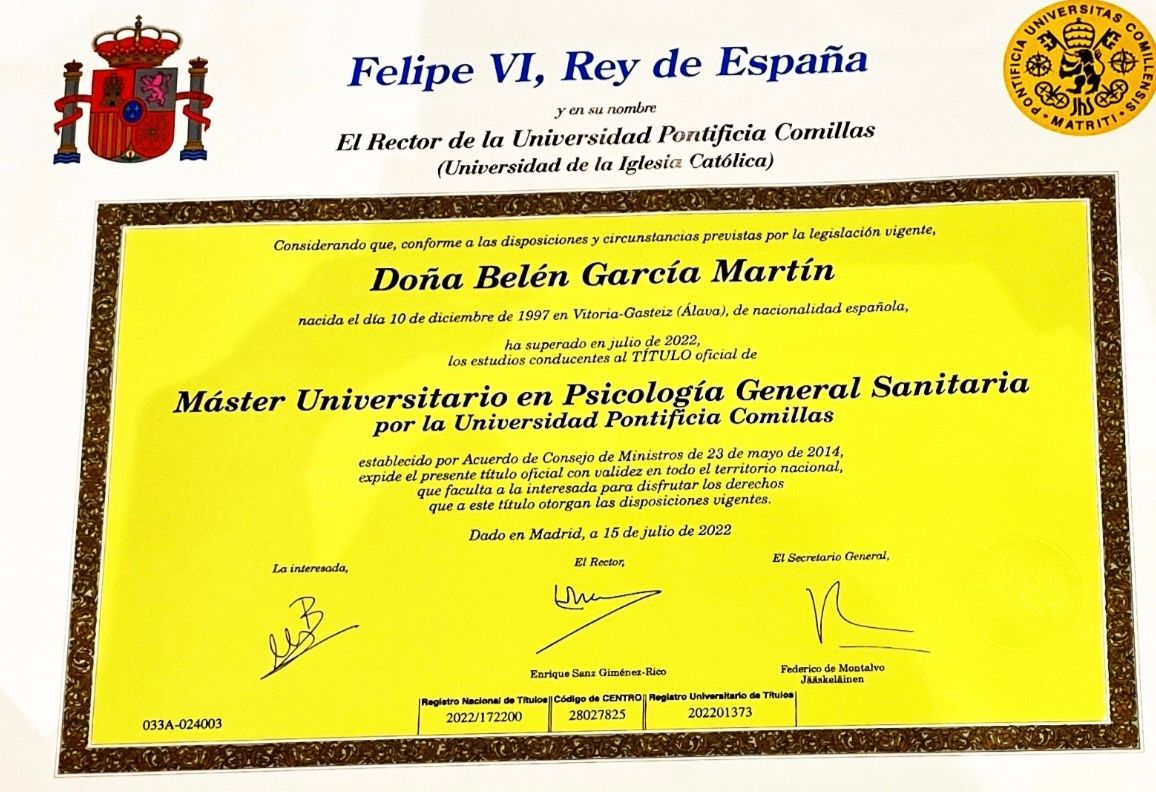 Felipe VI, Rey de España
PONTIFICIA UNIVERSITAS COMILLENSIS
JhS
MATRITI
y en su nombre
El Rector de la Universidad Pontificia Comillas
(Universidad de la Iglesia Católica)
Considerando que, conforme a las disposiciones y circunstancias previstas por la legislación vigente,
Doña Belén García Martín
nacida el día 10 de diciembre de 1997 en Vitoria-Gasteiz (Álava), de nacionalidad española,
ha superado en julio de 2022,
los estudios conducentes al TÍTULO oficial de
Máster Universitario en Psicología General Sanitaria
por la Universidad Pontificia Comillas
establecido por Acuerdo de Consejo de Ministros de 23 de mayo de 2014,
expide el presente título oficial con validez en todo el territorio nacional,
que faculta a la interesada para disfrutar los derechos
que a este título otorgan las disposiciones vigentes.
Dado en Madrid, a 15 de julio de 2022
La interesada,
El Rector,
El Secretario General,
Enrique Sanz Giménez-Rico
Federico de Montalvo
Jääskeläinen
Registro Nacional de Títulos
2022/172200
Código de CENTRO
28027825
Registro Universitario de Títulos
202201373
033A-024003